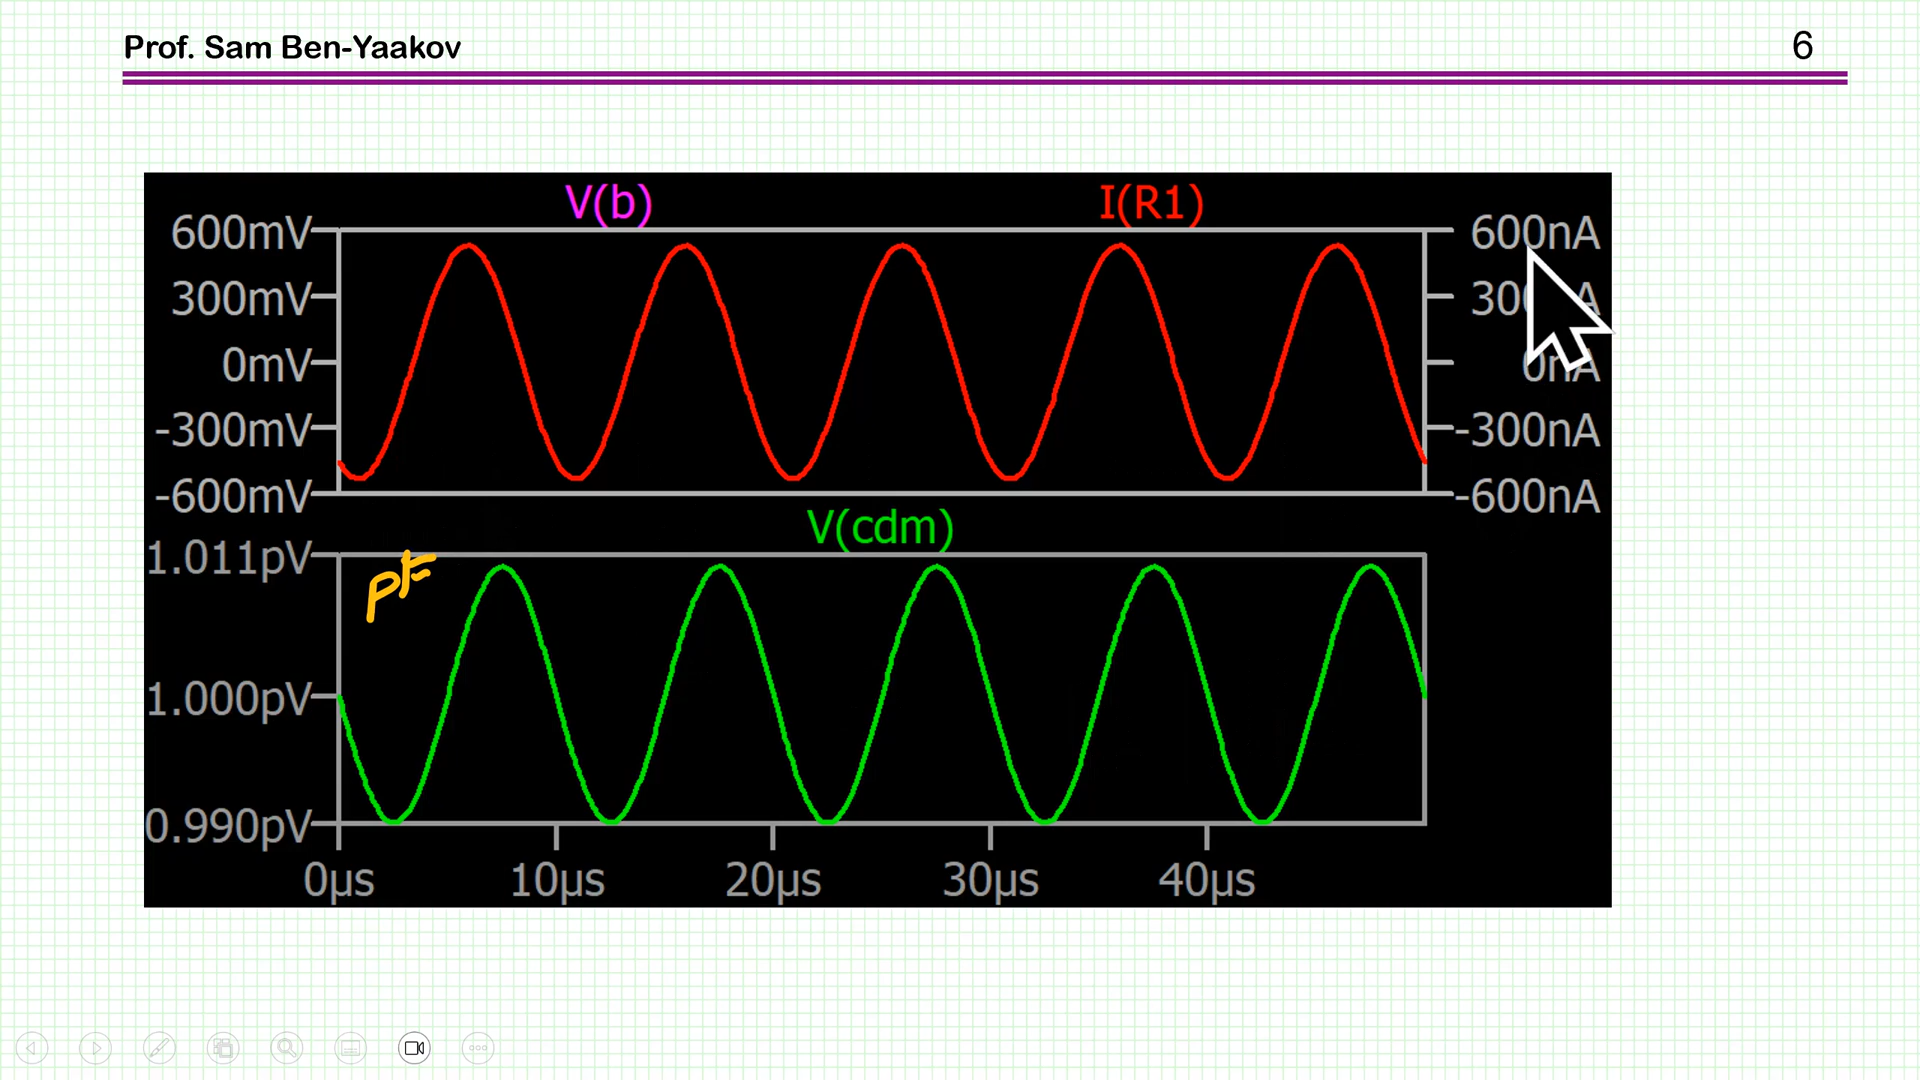 Prof. Sam Ben-Yaakov 6
V(b) I(R1)
600mV 600nA
300mV
0mV 0nA
-300mV -300nA
-600mV -600nA
V(cdm)
1.011pV
PF
1.000pV
0.990pV
0µs 10µs 20µs 30µs 40µs